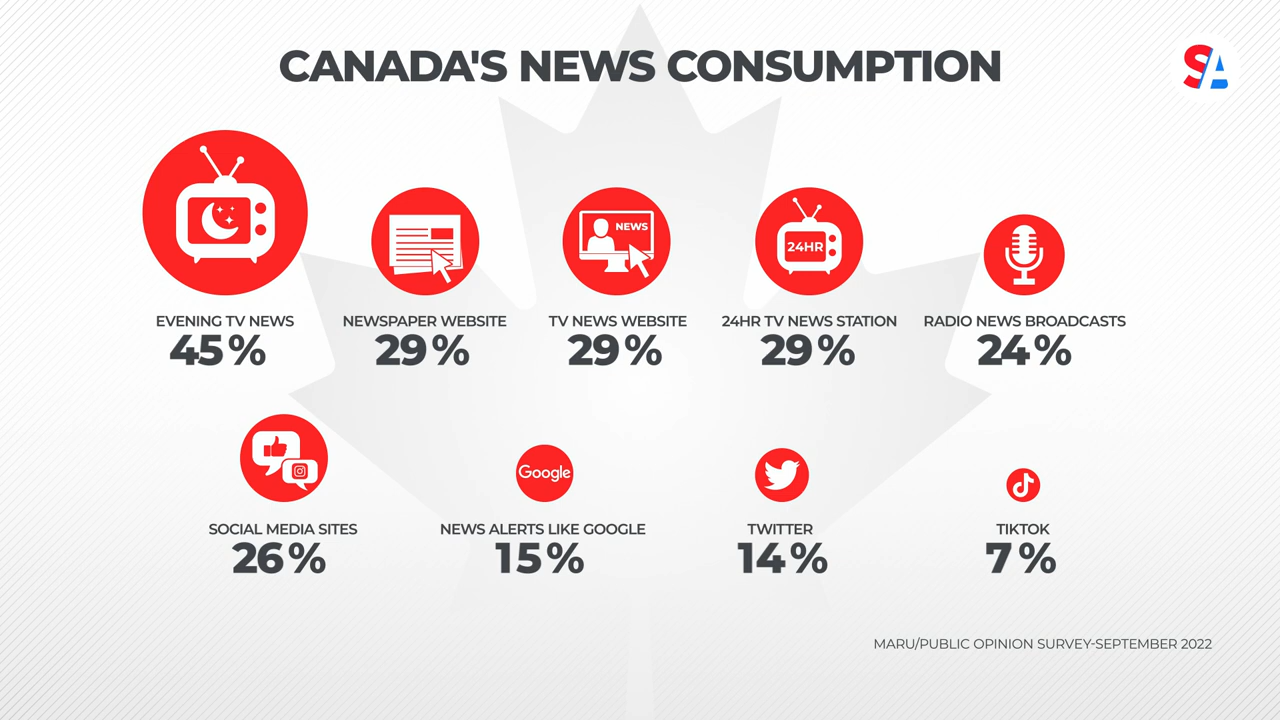 CANADA'S NEWS CONSUMPTION
SA
NEWS
24HR
EVENING TV NEWS
45%
NEWSPAPER WEBSITE
29%
TV NEWS WEBSITE
29%
24HR TV NEWS STATION
29%
RADIO NEWS BROADCASTS
24%
Google
SOCIAL MEDIA SITES
26%
NEWS ALERTS LIKE GOOGLE
15%
TWITTER
14%
TIKTOK
7%
MARU/PUBLIC OPINION SURVEY-SEPTEMBER 2022